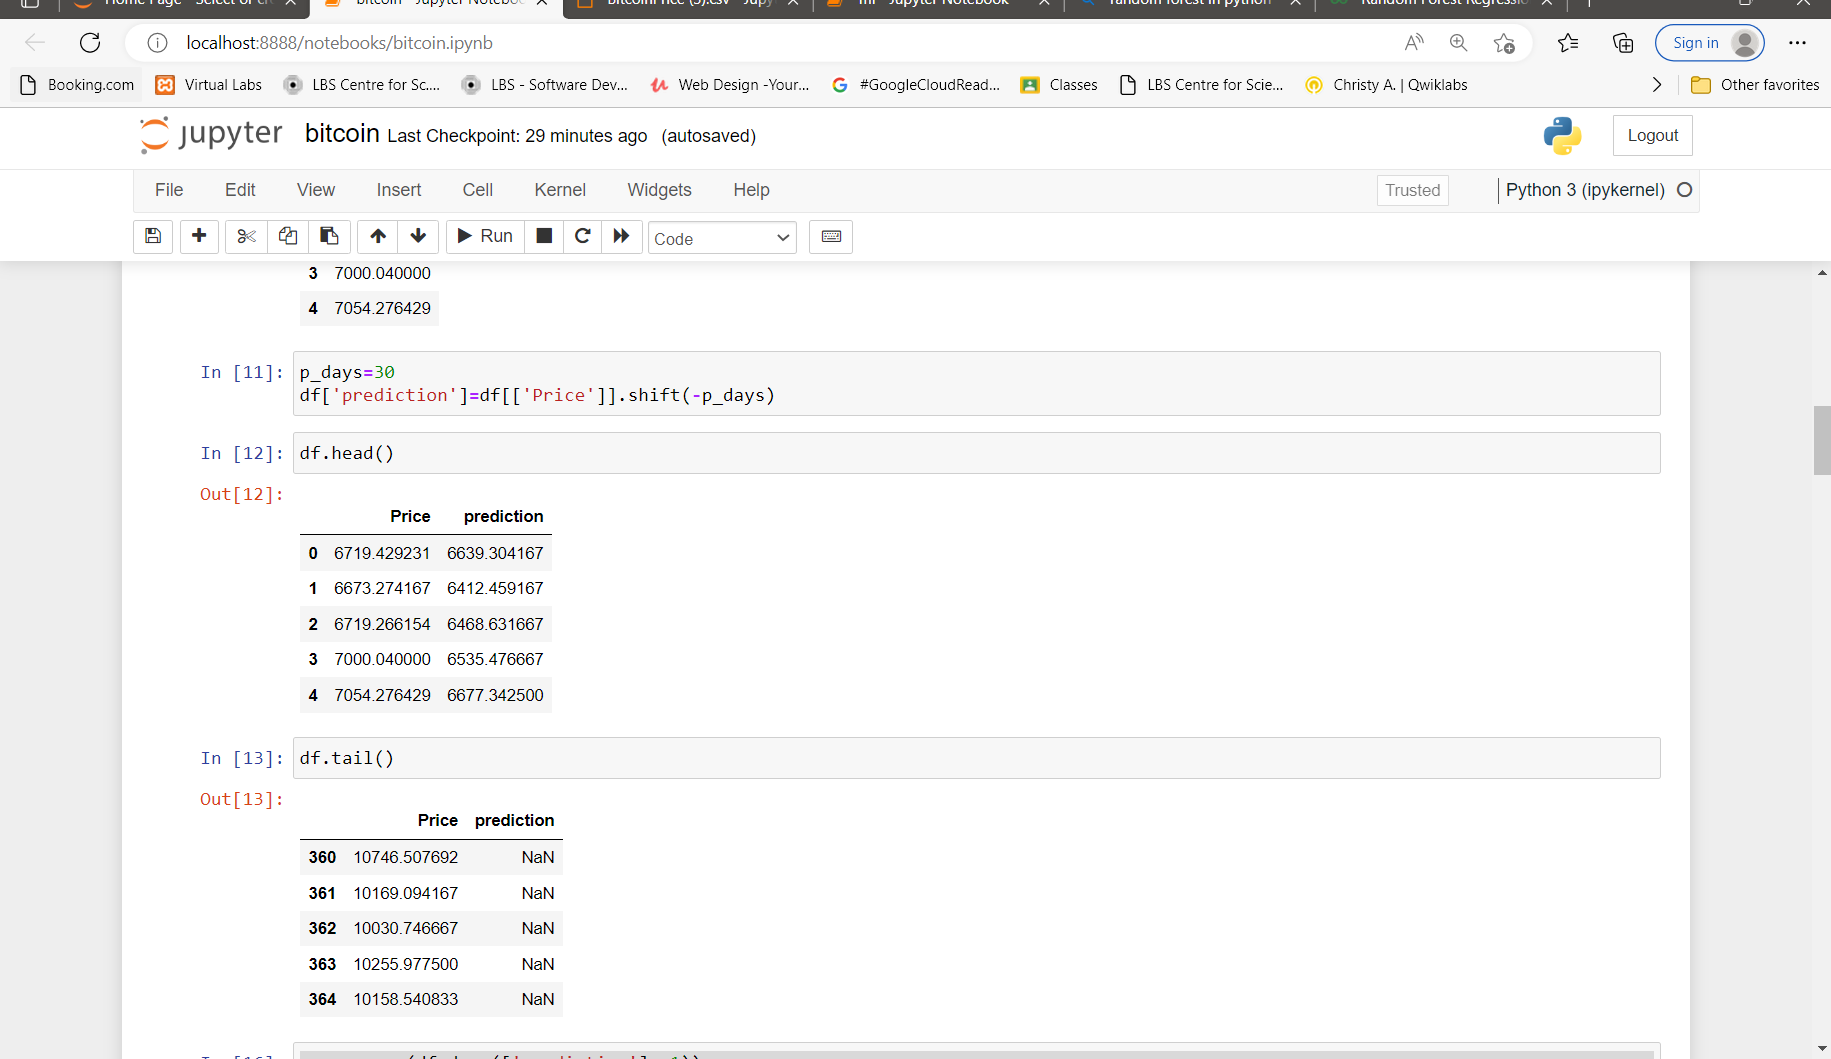 Home Page - Select or cr
bitcoin - Jupyter Noteboo
BitcoinPrice (3).csv - Jupyt
- Jupyter Notebook
random forest in python
Random Forest Regressio
localhost:8888/notebooks/bitcoin.ipynb
Sign in
Booking.com
Virtual Labs
LBS Centre for Sc....
LBS - Software Dev...
Web Design -Your...
#GoogleCloudRead...
Classes
LBS Centre for Scie...
Christy A. | Qwiklabs
Other favorites
jupyter bitcoin Last Checkpoint: 29 minutes ago (autosaved)
Logout
File Edit View Insert Cell Kernel Widgets Help
Trusted
Python 3 (ipykernel)
Run
Code
3 7000.040000
4 7054.276429
In [11]: p_days=30
df['prediction']=df[['Price']].shift(-p_days)
In [12]: df.head()
Out[12]:
Price prediction
0 6719.429231 6639.304167
1 6673.274167 6412.459167
2 6719.266154 6468.631667
3 7000.040000 6535.476667
4 7054.276429 6677.342500
In [13]: df.tail()
Out[13]:
Price prediction
360 10746.507692 NaN
361 10169.094167 NaN
362 10030.746667 NaN
363 10255.977500 NaN
364 10158.540833 NaN